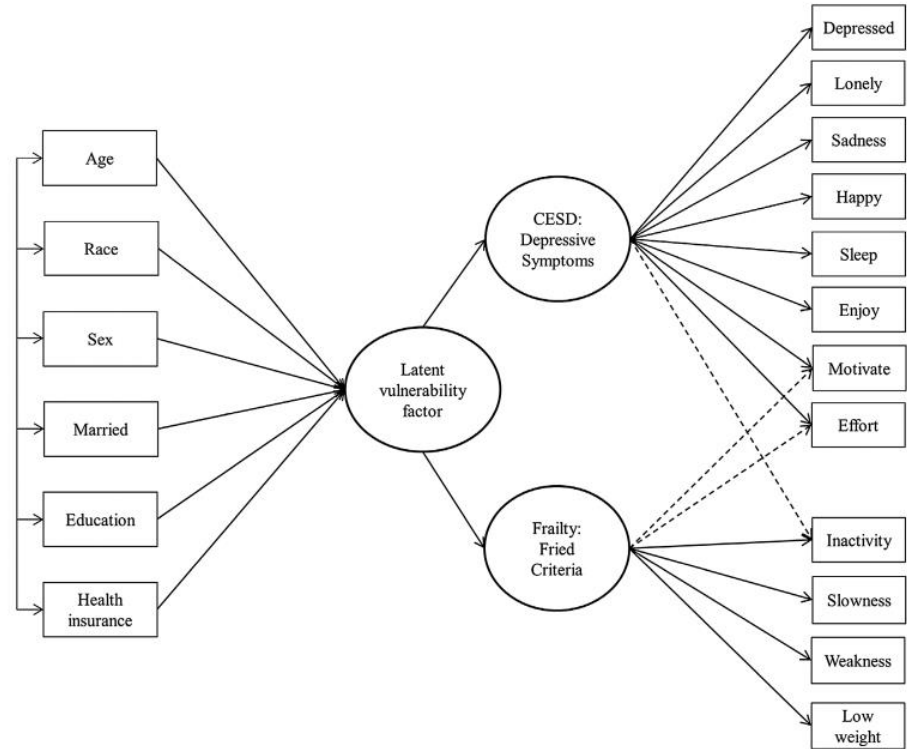 Age
Race
Sex
Married
Education
Health
insurance
Latent
vulnerability
factor
CESD:
Depressive
Symptoms
Frailty:
Fried
Criteria
Depressed
Lonely
Sadness
Happy
Sleep
Enjoy
Motivate
Effort
Inactivity
Slowness
Weakness
Low
weight